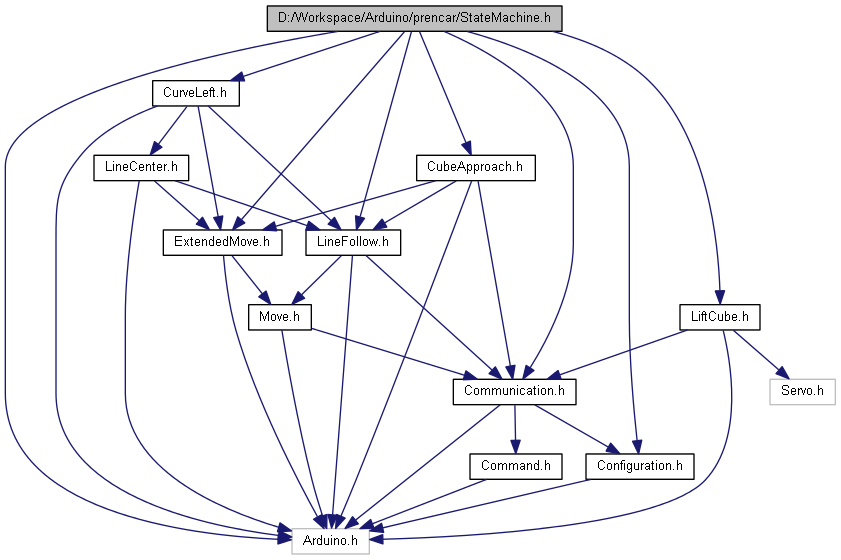 D:/Workspace/Arduino/prencar/StateMachine.h
CurveLeft.h
LineCenter.h
CubeApproach.h
ExtendedMove.h
LineFollow.h
Move.h
LiftCube.h
Communication.h
Servo.h
Command.h
Configuration.h
Arduino.h